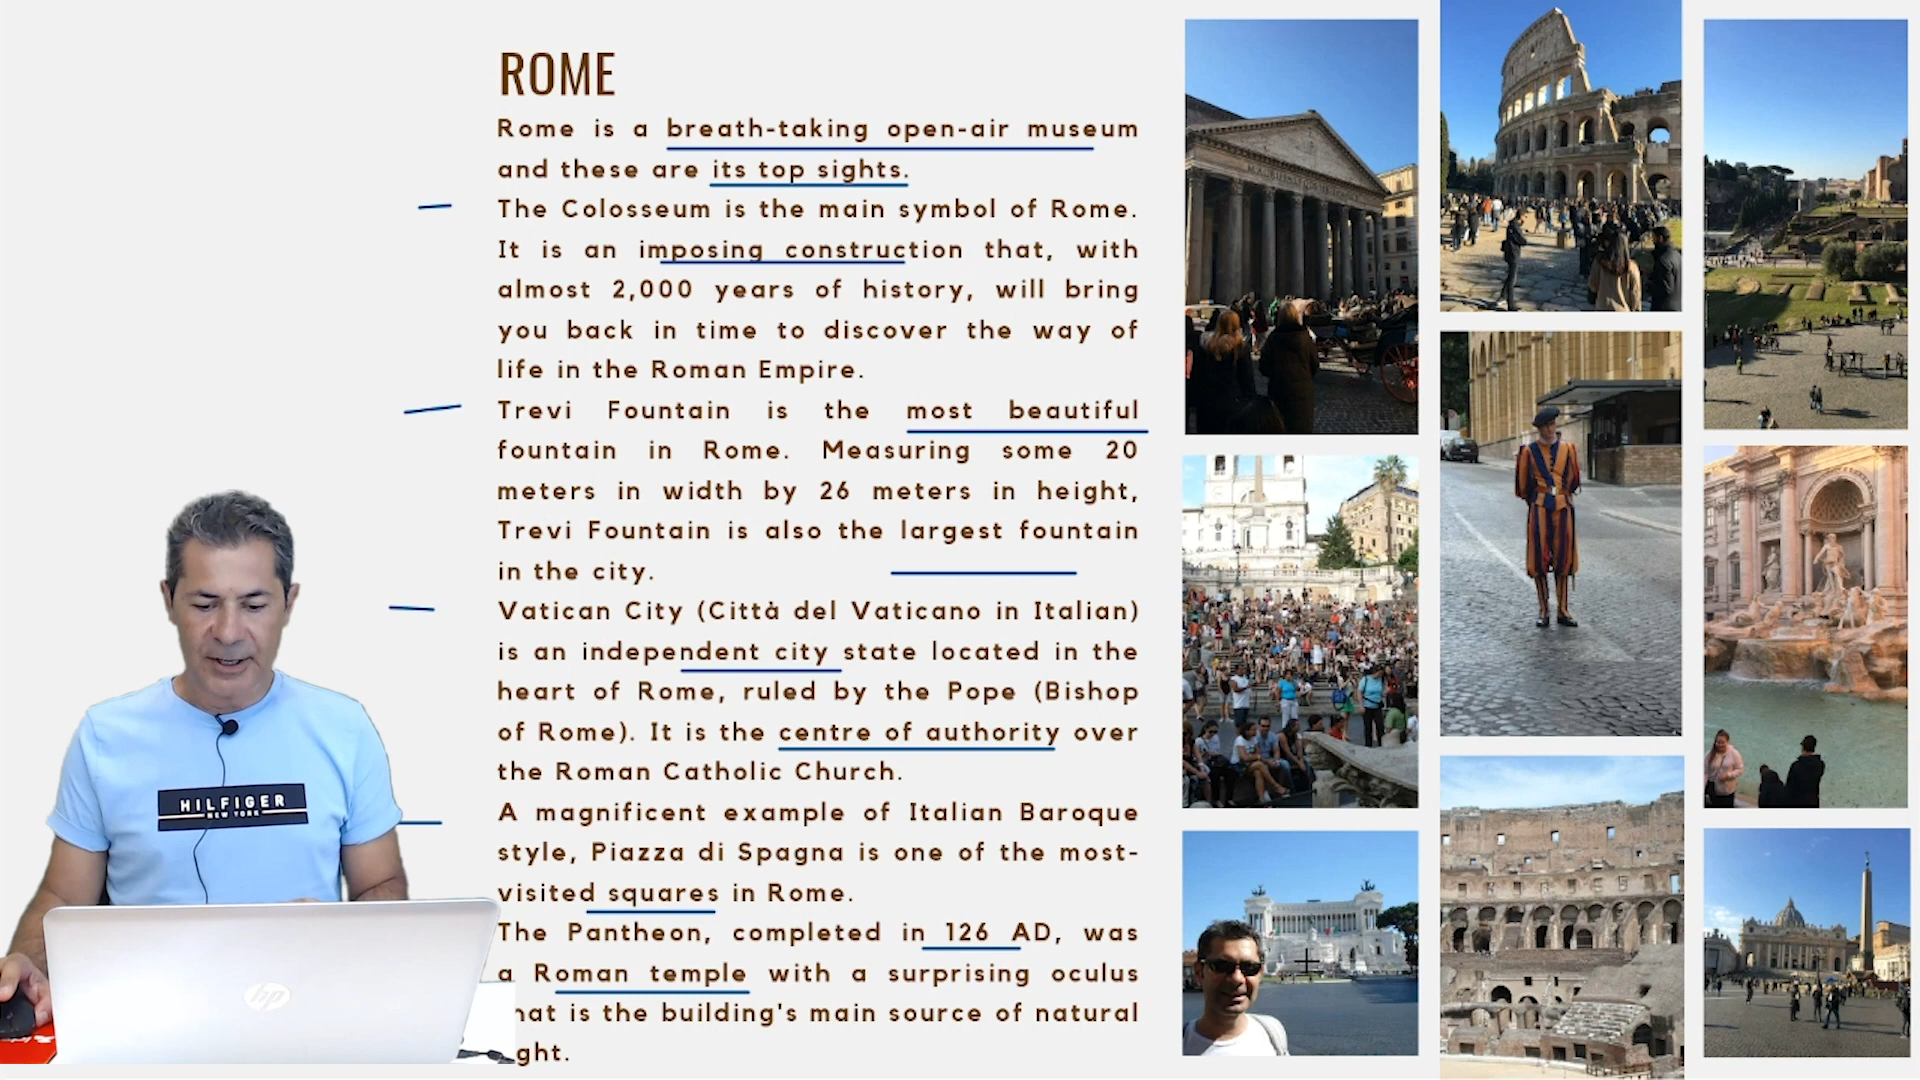 ROME
Rome is a breath-taking open-air museum
and these are its top sights.
The Colosseum is the main symbol of Rome.
It is an imposing construction that, with
almost 2,000 years of history, will bring
you back in time to discover the way of
life in the Roman Empire.
Trevi Fountain is the most beautiful
fountain in Rome. Measuring some 20
meters in width by 26 meters in height,
Trevi Fountain is also the largest fountain
in the city.
Vatican City (Città del Vaticano in Italian)
is an independent city state located in the
heart of Rome, ruled by the Pope (Bishop
of Rome). It is the centre of authority over
the Roman Catholic Church.
A magnificent example of Italian Baroque
style, Piazza di Spagna is one of the most-
visited squares in Rome.
The Pantheon, completed in 126 AD, was
a Roman temple with a surprising oculus
hat is the building's main source of natural
ght.
HILFIGER
NEW YORK
hp